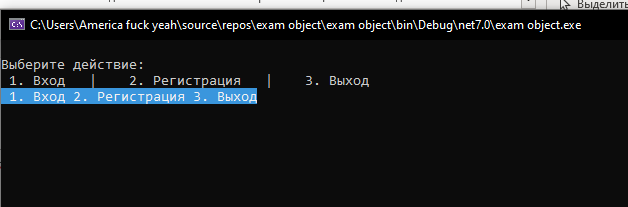 Выделить
C:\Users\America fuck yeah\source\repos\exam object\exam object\bin\Debug\net7.0\exam object.exe
Выберите действие:
1. Вход | 2. Регистрация | 3. Выход
1. Вход 2. Регистрация 3. Выход